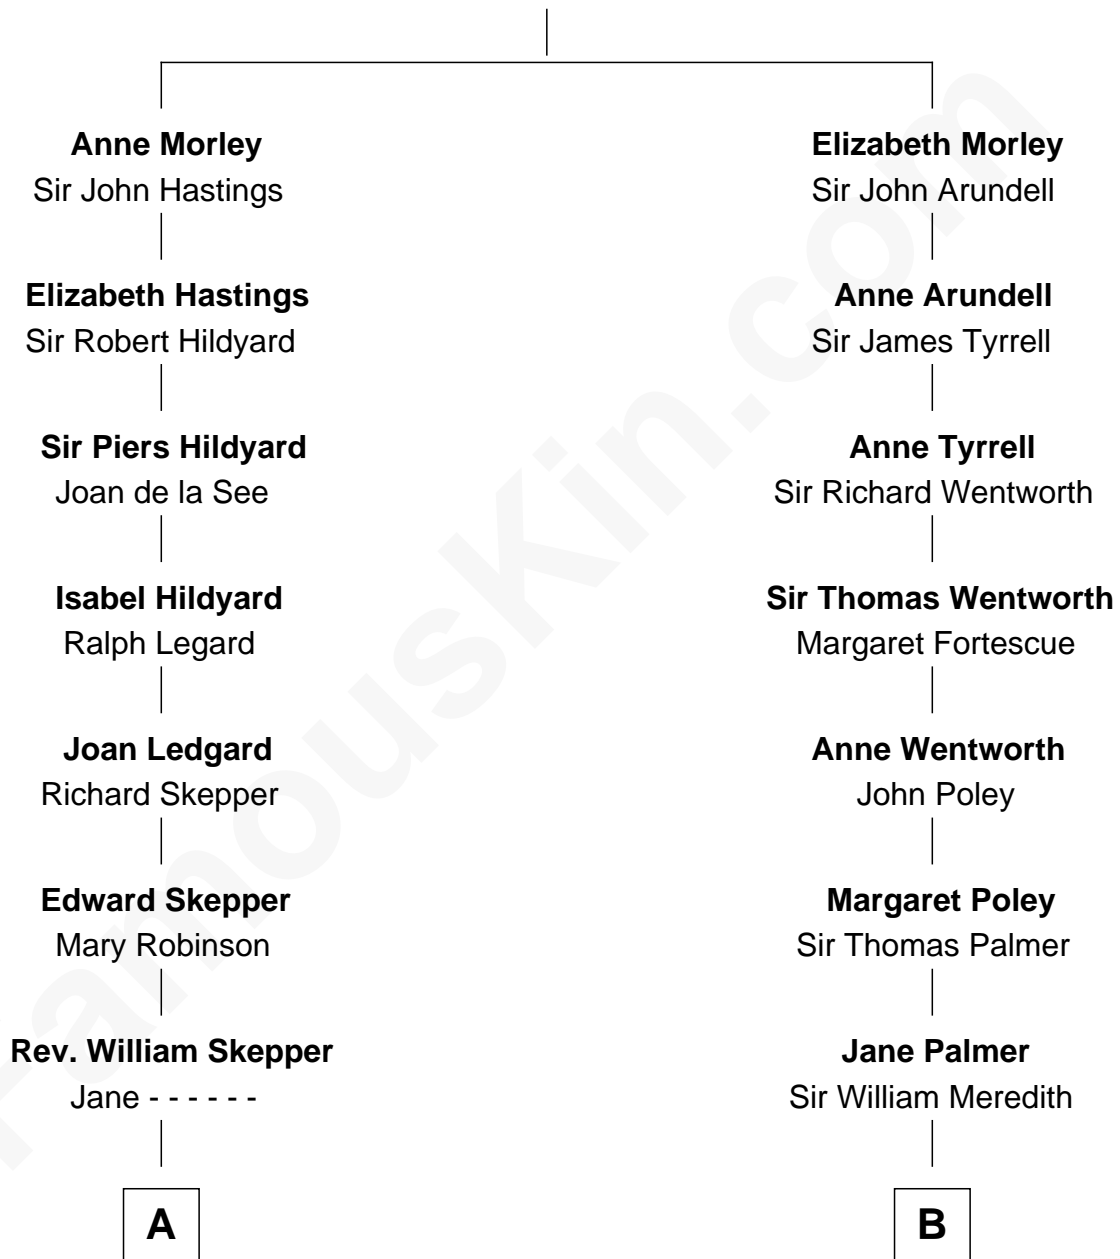 Anne Morley
Sir John Hastings
Elizabeth Hastings
Sir Robert Hildyard
Sir Piers Hildyard
Joan de la See
Isabel Hildyard
Ralph Legard
Joan Ledgard
Richard Skepper
Edward Skepper
Mary Robinson
Rev. William Skepper
Jane - - - - - -
A
Elizabeth Morley
Sir John Arundell
Anne Arundell
Sir James Tyrrell
Anne Tyrrell
Sir Richard Wentworth
Sir Thomas Wentworth
Margaret Fortescue
Anne Wentworth
John Poley
Margaret Poley
Sir Thomas Palmer
Jane Palmer
Sir William Meredith
B
FamousKin.com